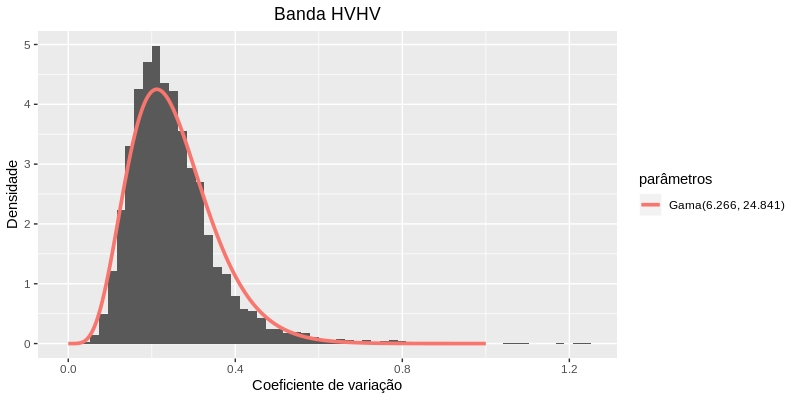 Banda HVHV
Densidade
5
4
3
2
1
0
0.0 0.4 0.8 1.2
Coeficiente de variação
parâmetros
Gama(6.266, 24.841)